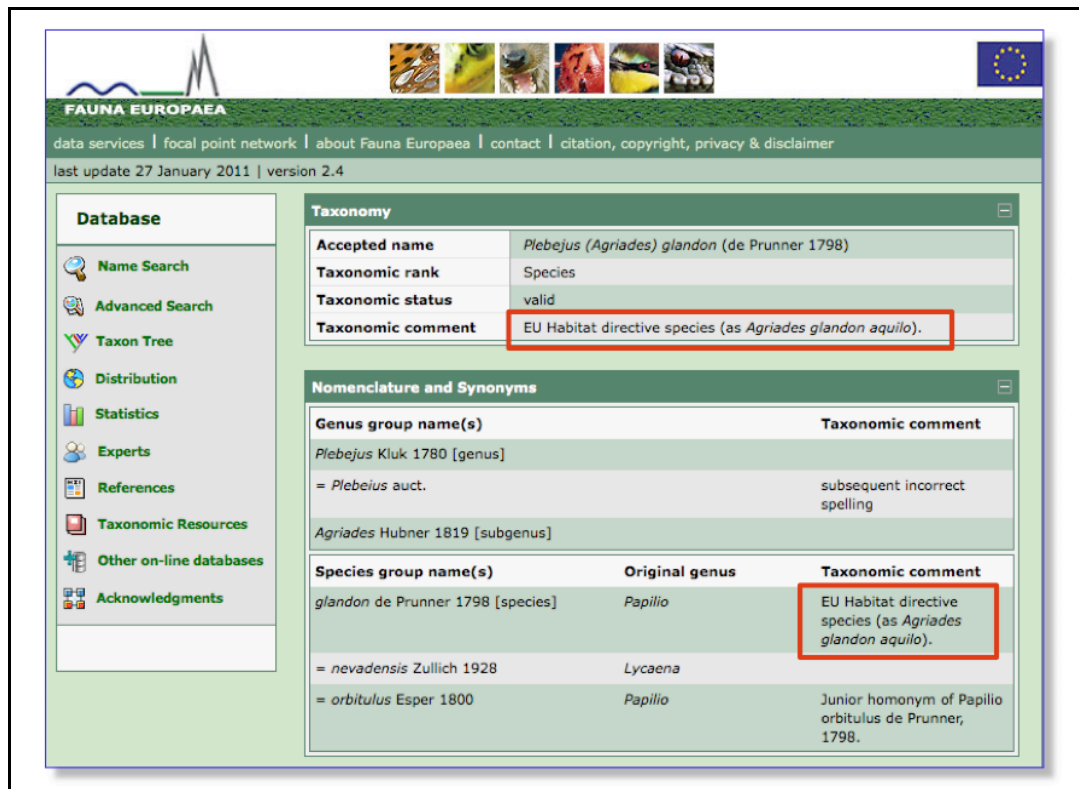 FAUNA EUROPAEA
data services | focal point network | about Fauna Europaea | contact | citation, copyright, privacy & disclaimer
last update 27 January 2011 | version 2.4
Database
Name Search
Advanced Search
Taxon Tree
Distribution
Statistics
Experts
References
Taxonomic Resources
Other on-line databases
Acknowledgments
Taxonomy
Accepted name Plebejus (Agriades) glandon (de Prunner 1798)
Taxonomic rank Species
Taxonomic status valid
Taxonomic comment EU Habitat directive species (as Agriades glandon aquilo).
Nomenclature and Synonyms
Genus group name(s) Taxonomic comment
Plebejus Kluk 1780 [genus]
= Plebeius auct. subsequent incorrect
spelling
Agriades Hubner 1819 [subgenus]
Species group name(s) Original genus Taxonomic comment
glandon de Prunner 1798 [species] Papilio EU Habitat directive
species (as Agriades
glandon aquilo).
= nevadensis Zullich 1928 Lycaena
= orbitulus Esper 1800 Papilio Junior homonym of Papilio
orbitulus de Prunner,
1798.